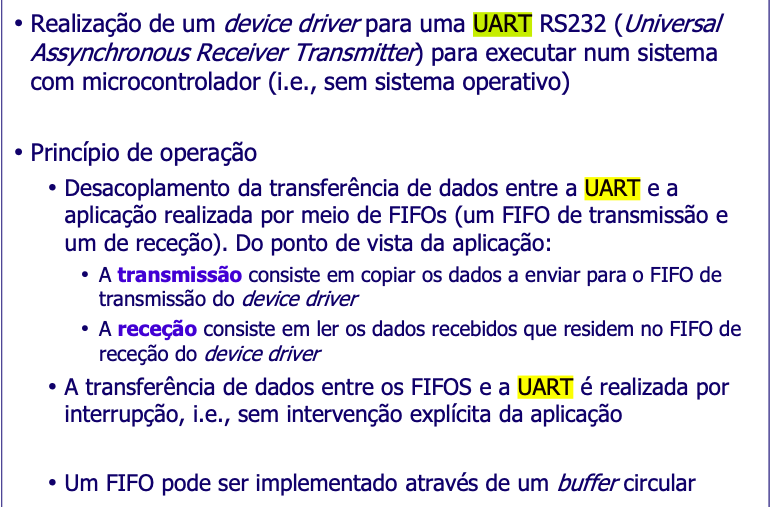 • Realização de um device driver para uma UART RS232 (Universal
Assynchronous Receiver Transmitter) para executar num sistema
com microcontrolador (i.e., sem sistema operativo)
• Princípio de operação
• Desacoplamento da transferência de dados entre a UART e a
aplicação realizada por meio de FIFOs (um FIFO de transmissão e
um de receção). Do ponto de vista da aplicação:
• A transmissão consiste em copiar os dados a enviar para o FIFO de
transmissão do device driver
• A receção consiste em ler os dados recebidos que residem no FIFO de
receção do device driver
• A transferência de dados entre os FIFOS e a UART é realizada por
interrupção, i.e., sem intervenção explícita da aplicação
• Um FIFO pode ser implementado através de um buffer circular